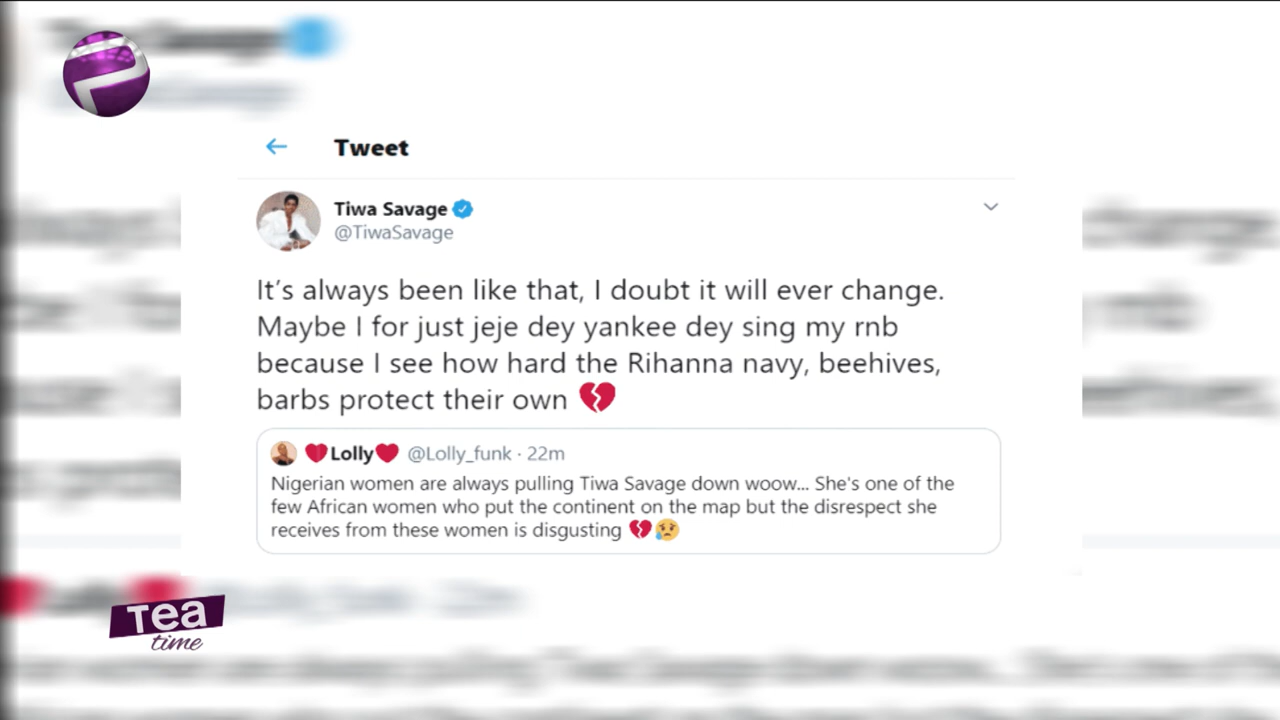 Tweet
Tiwa Savage
@TiwaSavage
It’s always been like that, I doubt it will ever change.
Maybe I for just jeje dey yankee dey sing my rnb
because I see how hard the Rihanna navy, beehives,
barbs protect their own 💔
❤️Lolly❤️ @Lolly_funk · 22m
Nigerian women are always pulling Tiwa Savage down woow... She's one of the
few African women who put the continent on the map but the disrespect she
receives from these women is disgusting 💔😢
Tea
time